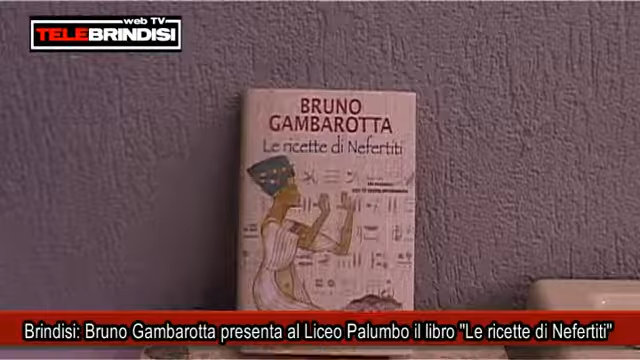 web TV
TELEBRINDISI
BRUNO
GAMBAROTTA
Le ricette di Nefertiti
Brindisi: Bruno Gambarotta presenta al Liceo Palumbo il libro "Le ricette di Nefertiti"